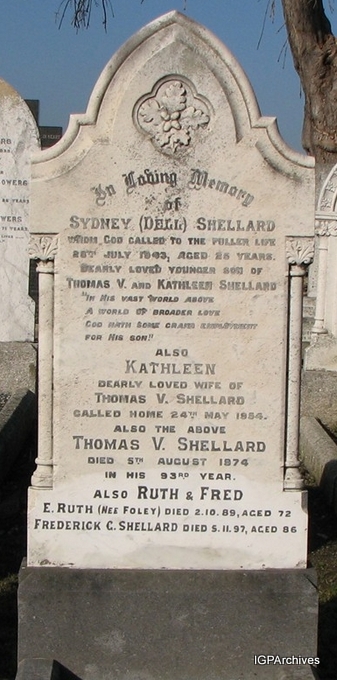 In Loving Memory
of
SYDNEY (DELL) SHELLARD
WHOM GOD CALLED TO THE FULLER LIFE
JULY 1943, AGED 25 YEARS.
DEARLY LOVED YOUNGER SON OF
THOMAS V. AND KATHLEEN SHELLARD
"IN HIS VAST WORLD ABOVE
A WORLD OF BROADER LOVE
GOD HATH SOME GRAND EMPLOYMENT
FOR HIS SON."
ALSO
KATHLEEN
DEARLY LOVED WIFE OF
THOMAS V. SHELLARD
CALLED HOME 24TH MAY 1954.
ALSO THE ABOVE
THOMAS V. SHELLARD
DIED 5TH AUGUST 1974
IN HIS 93RD YEAR.
ALSO RUTH & FRED
E. RUTH (NEE FOLEY) DIED 2.10.89, AGED 72
FREDERICK C. SHELLARD DIED 5.11.97, AGED 86
IGPArchives